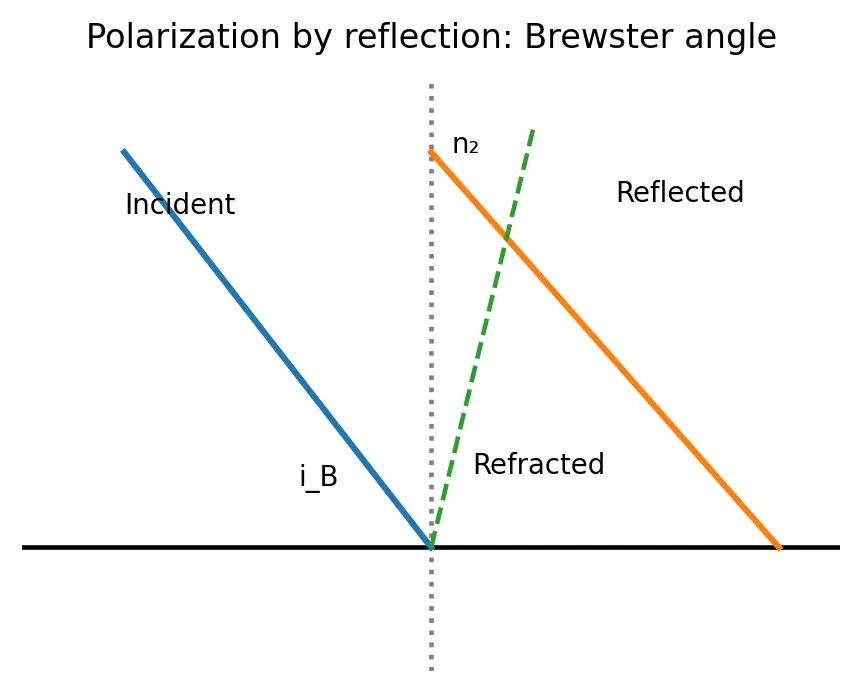 Polarization by reflection: Brewster angle
n₂
Reflected
Incident
Refracted
i_B